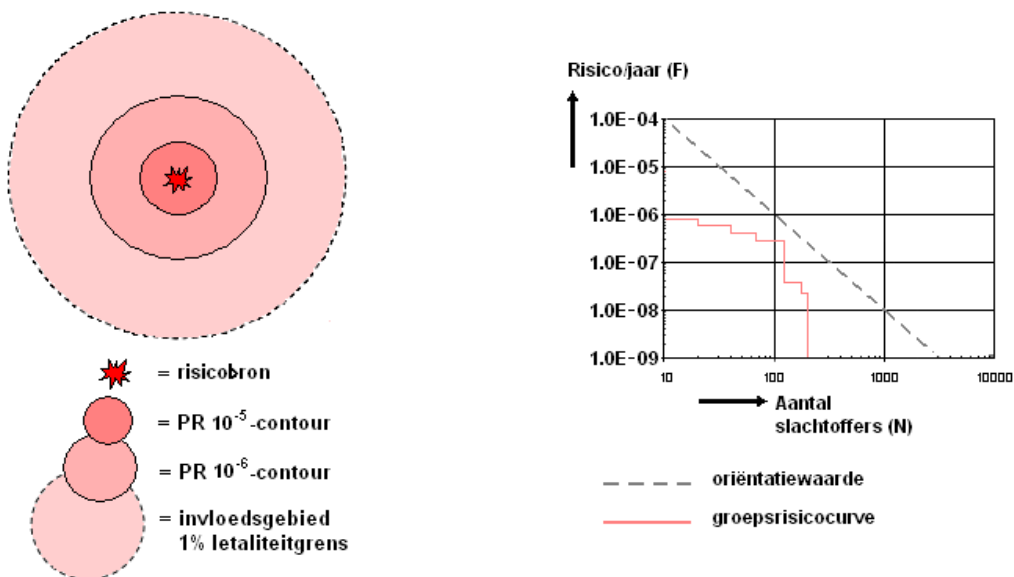 = risicobron
= PR 10-5-contour
= PR 10-6-contour
= invloedsgebied
1% letaliteitgrens
Risico/jaar (F)
1.0E-04
1.0E-05
1.0E-06
1.0E-07
1.0E-08
1.0E-09
10 100 1000 10000
Aantal
slachtoffers (N)
oriëntatiewaarde
groepsrisicocurve